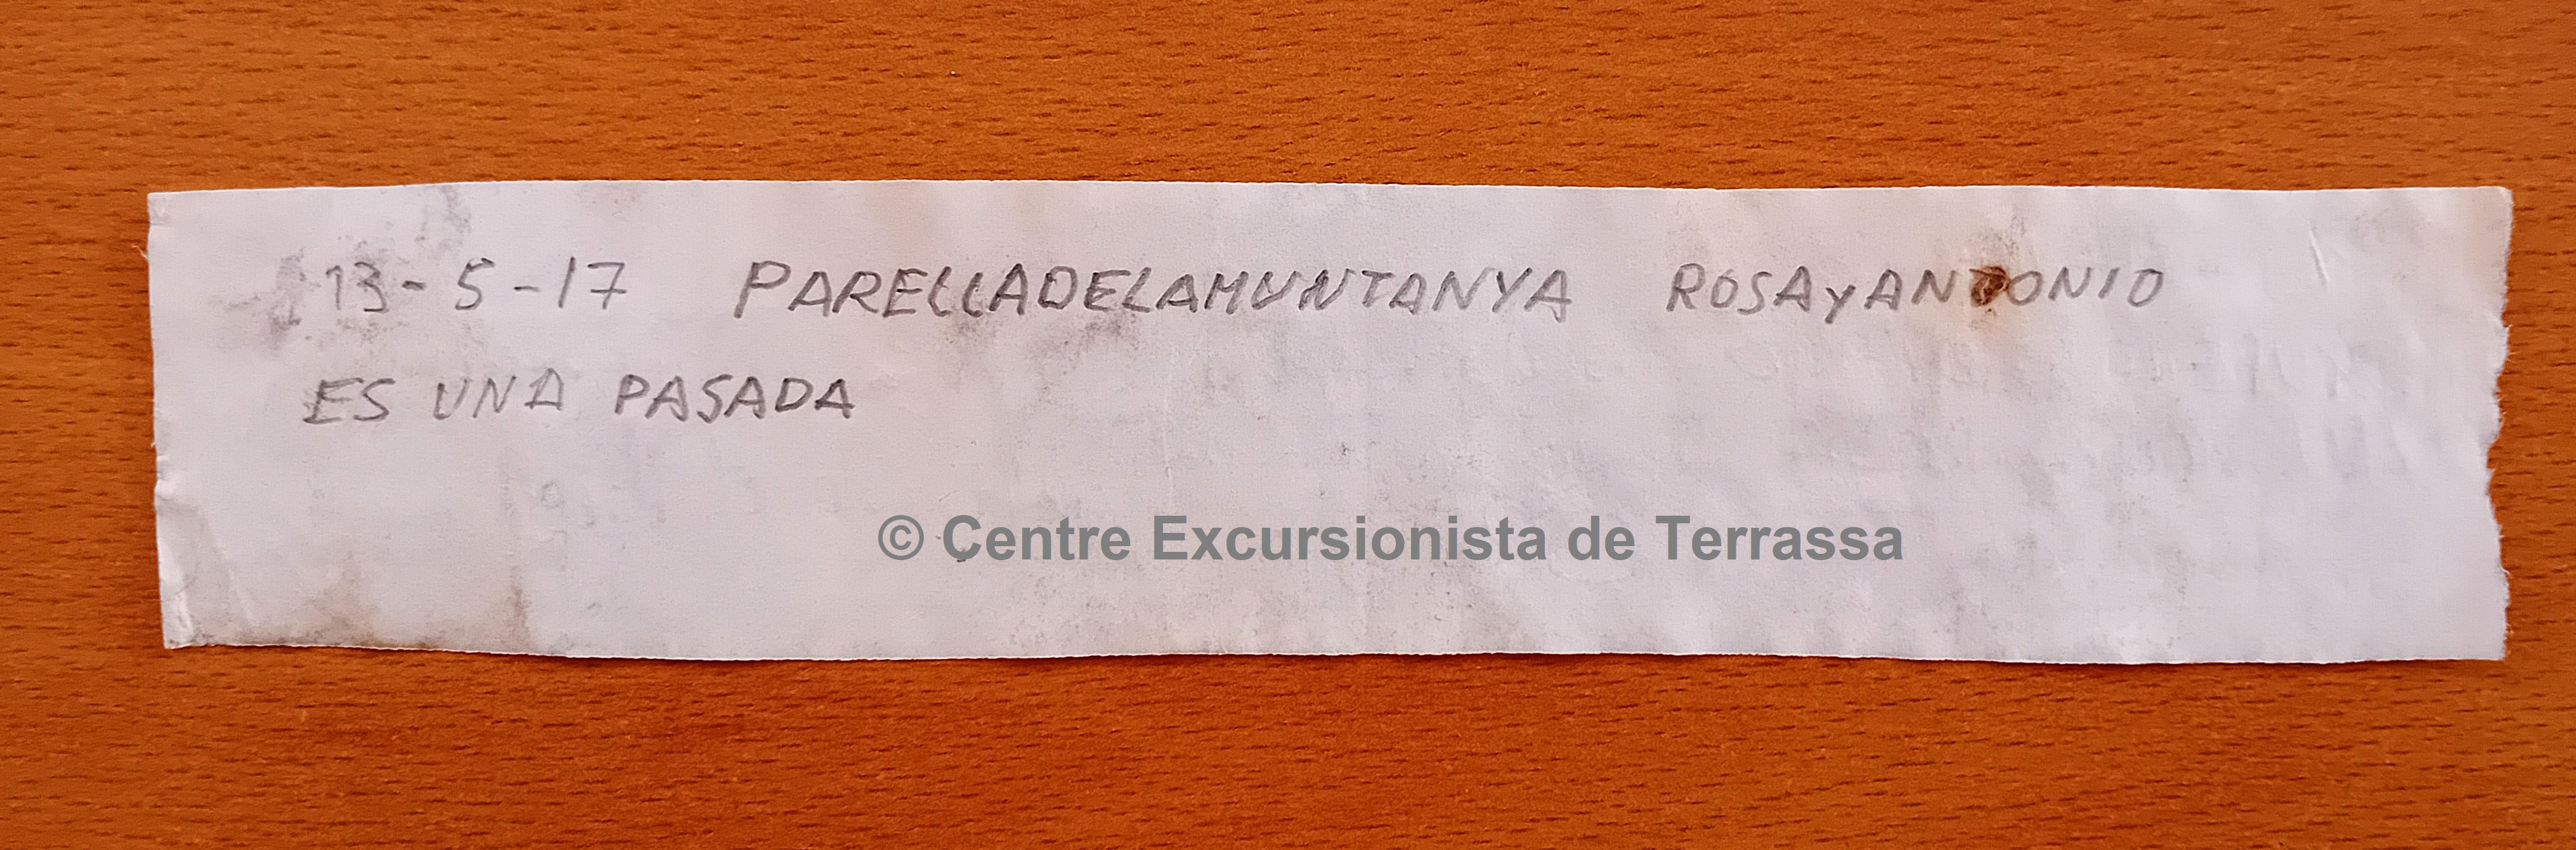 13-5-17 PARELLADELAMUNTANYA ROSAyANTONIO
ES UNA PASADA
© Centre Excursionista de Terrassa